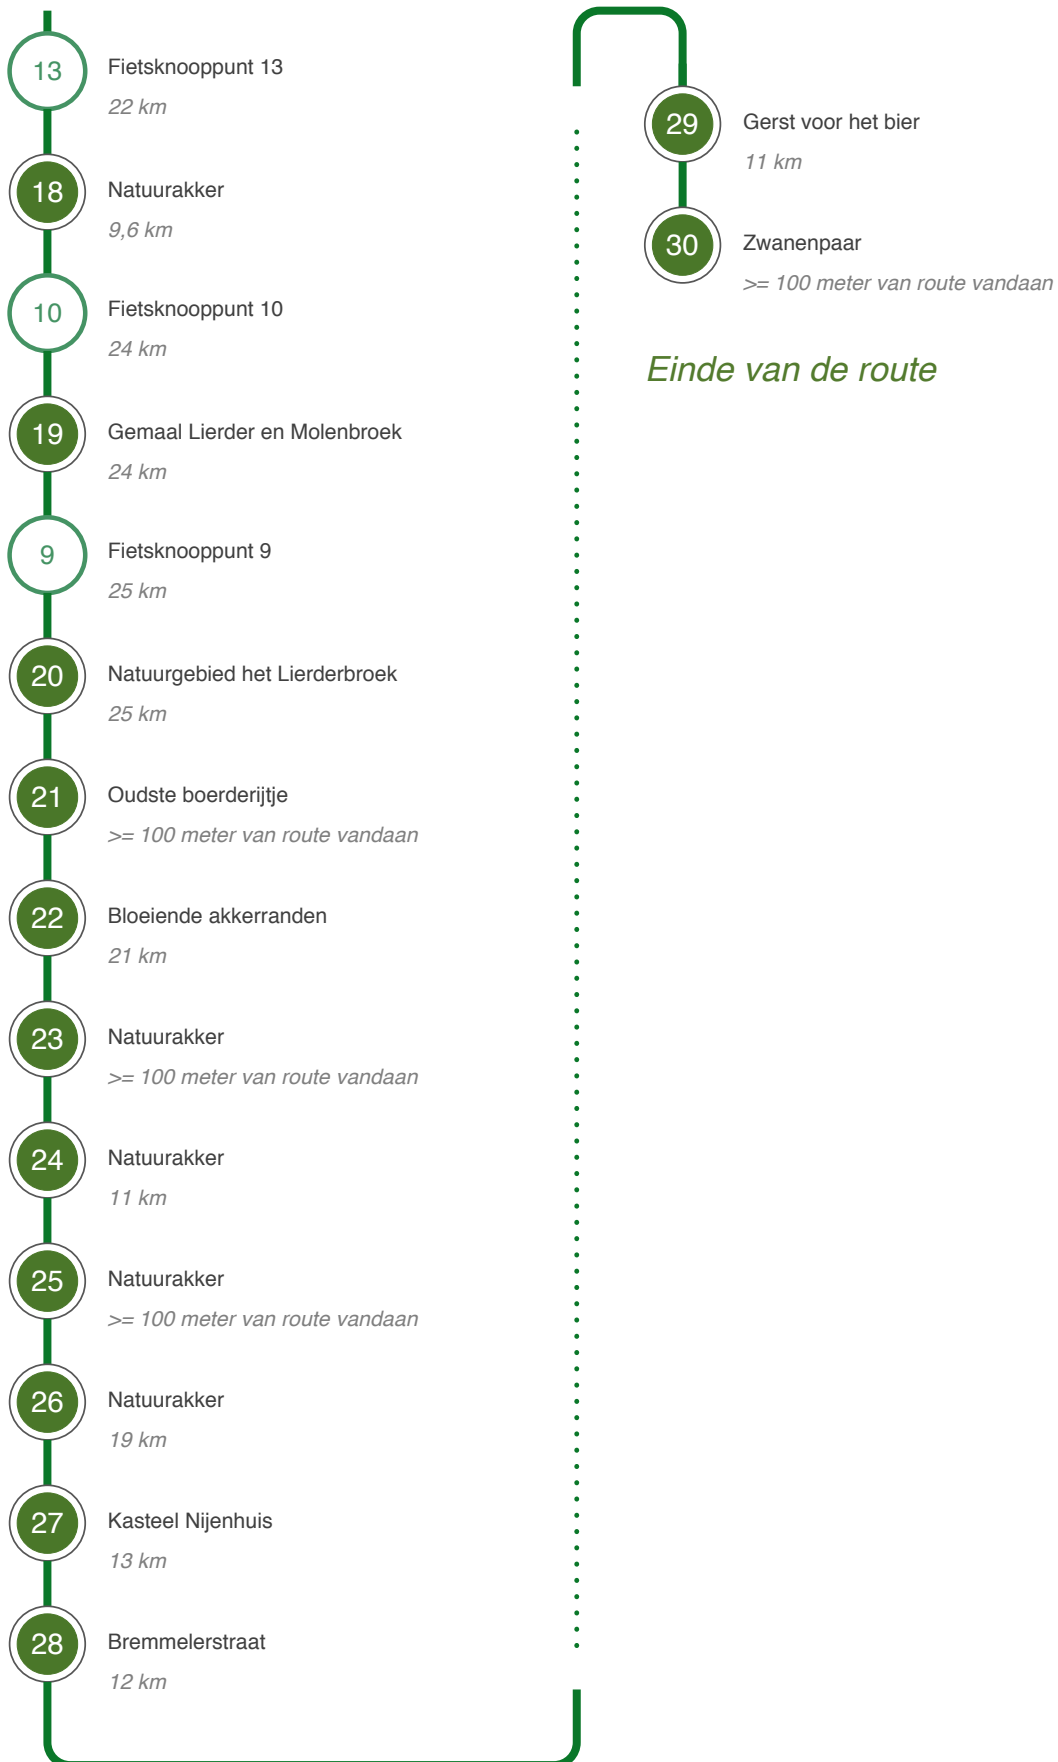 13
Fietsknooppunt 13
22 km
18
Natuurakker
9,6 km
10
Fietsknooppunt 10
24 km
19
Gemaal Lierder en Molenbroek
24 km
9
Fietsknooppunt 9
25 km
20
Natuurgebied het Lierderbroek
25 km
21
Oudste boerderijtje
>= 100 meter van route vandaan
22
Bloeiende akkerranden
21 km
23
Natuurakker
>= 100 meter van route vandaan
24
Natuurakker
11 km
25
Natuurakker
>= 100 meter van route vandaan
26
Natuurakker
19 km
27
Kasteel Nijenhuis
13 km
28
Bremmelerstraat
12 km
29
Gerst voor het bier
11 km
30
Zwanenpaar
>= 100 meter van route vandaan
Einde van de route